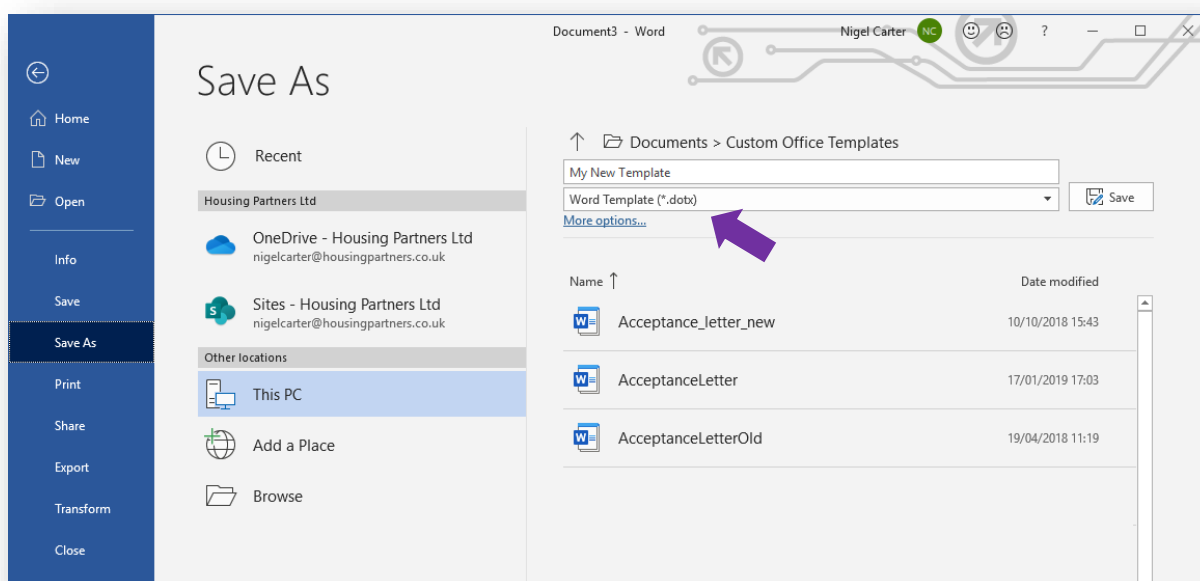 Document3 - Word
Nigel Carter
NC
?
Save As
Home
New
Open
Info
Save
Save As
Print
Share
Export
Transform
Close
Recent
Housing Partners Ltd
OneDrive - Housing Partners Ltd
nigelcarter@housingpartners.co.uk
S
Sites - Housing Partners Ltd
nigelcarter@housingpartners.co.uk
Other locations
This PC
Add a Place
Browse
Documents > Custom Office Templates
My New Template
Word Template (*.dotx)
Save
More options...
Name
Date modified
W
Acceptance_letter_new
10/10/2018 15:43
W
AcceptanceLetter
17/01/2019 17:03
W
AcceptanceLetterOld
19/04/2018 11:19